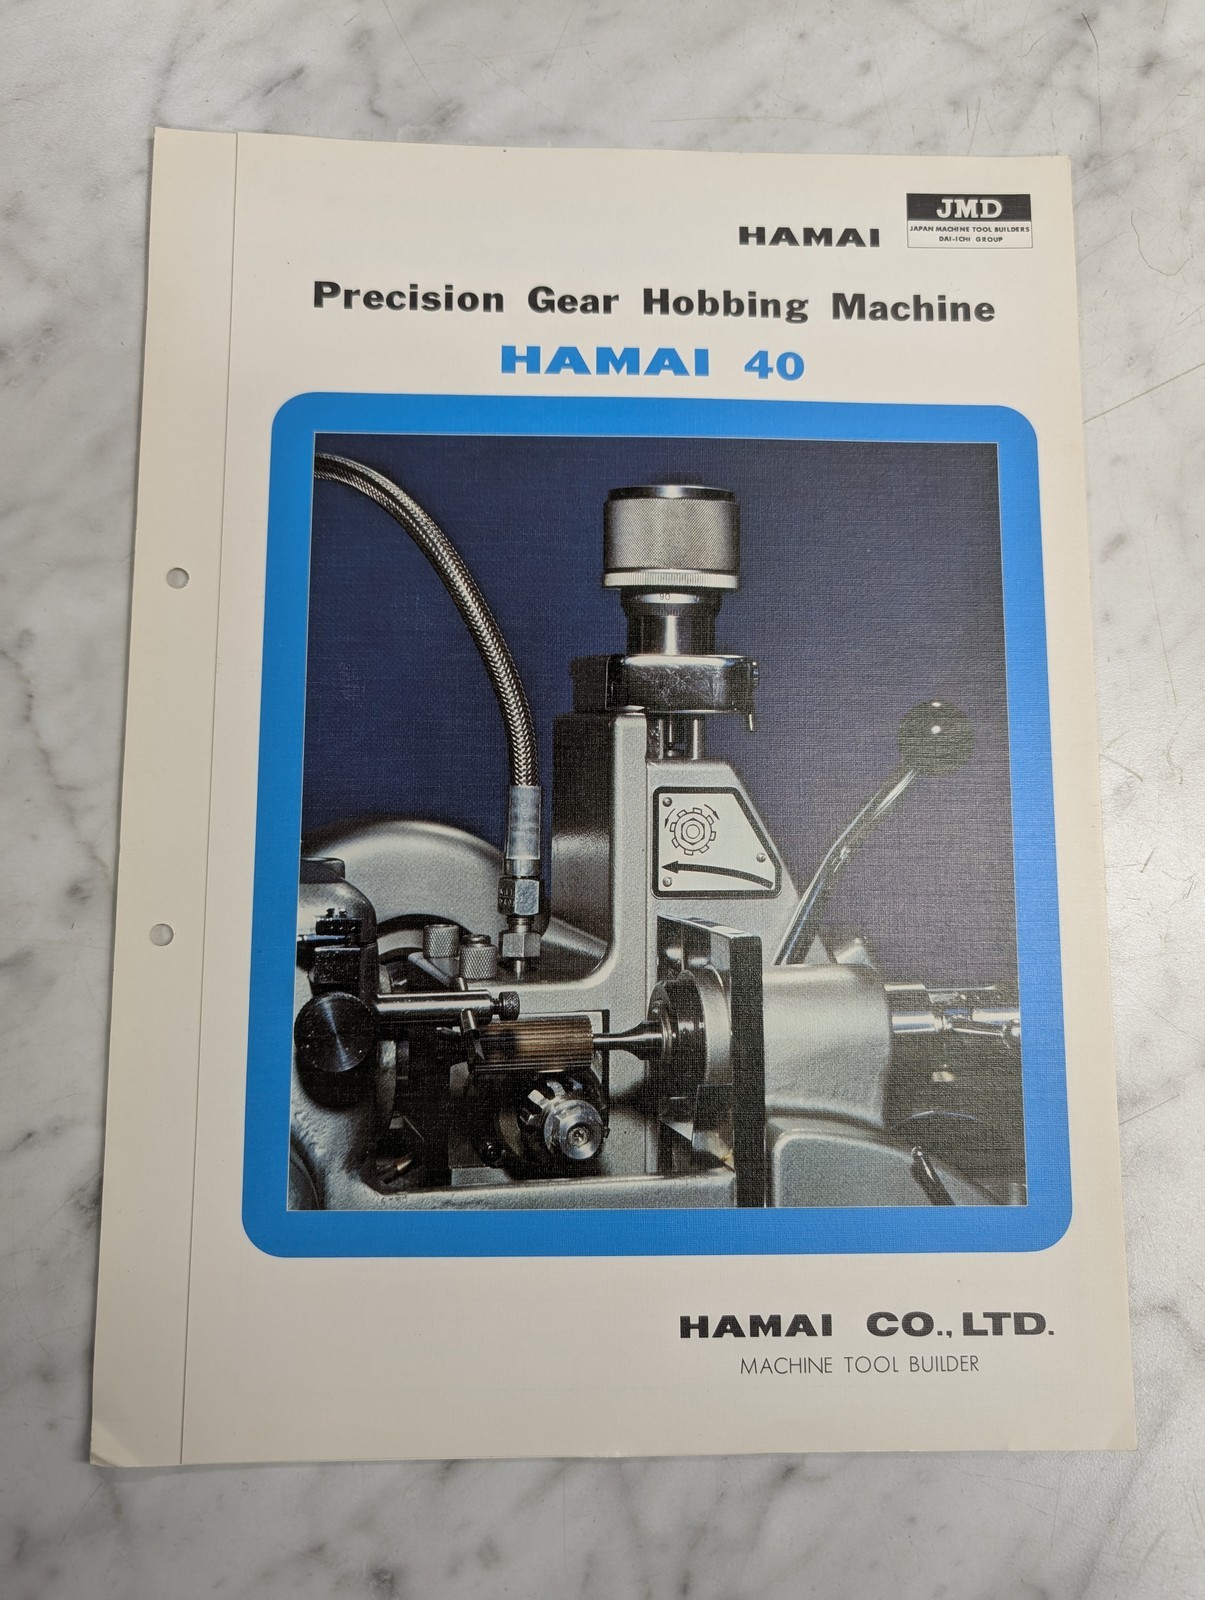 HAMAI
JMD
JAPAN MACHINE TOOL BUILDERS
DAI-ICHI GROUP
Precision Gear Hobbing Machine
HAMAI 40
90
HAMAI CO., LTD.
MACHINE TOOL BUILDER